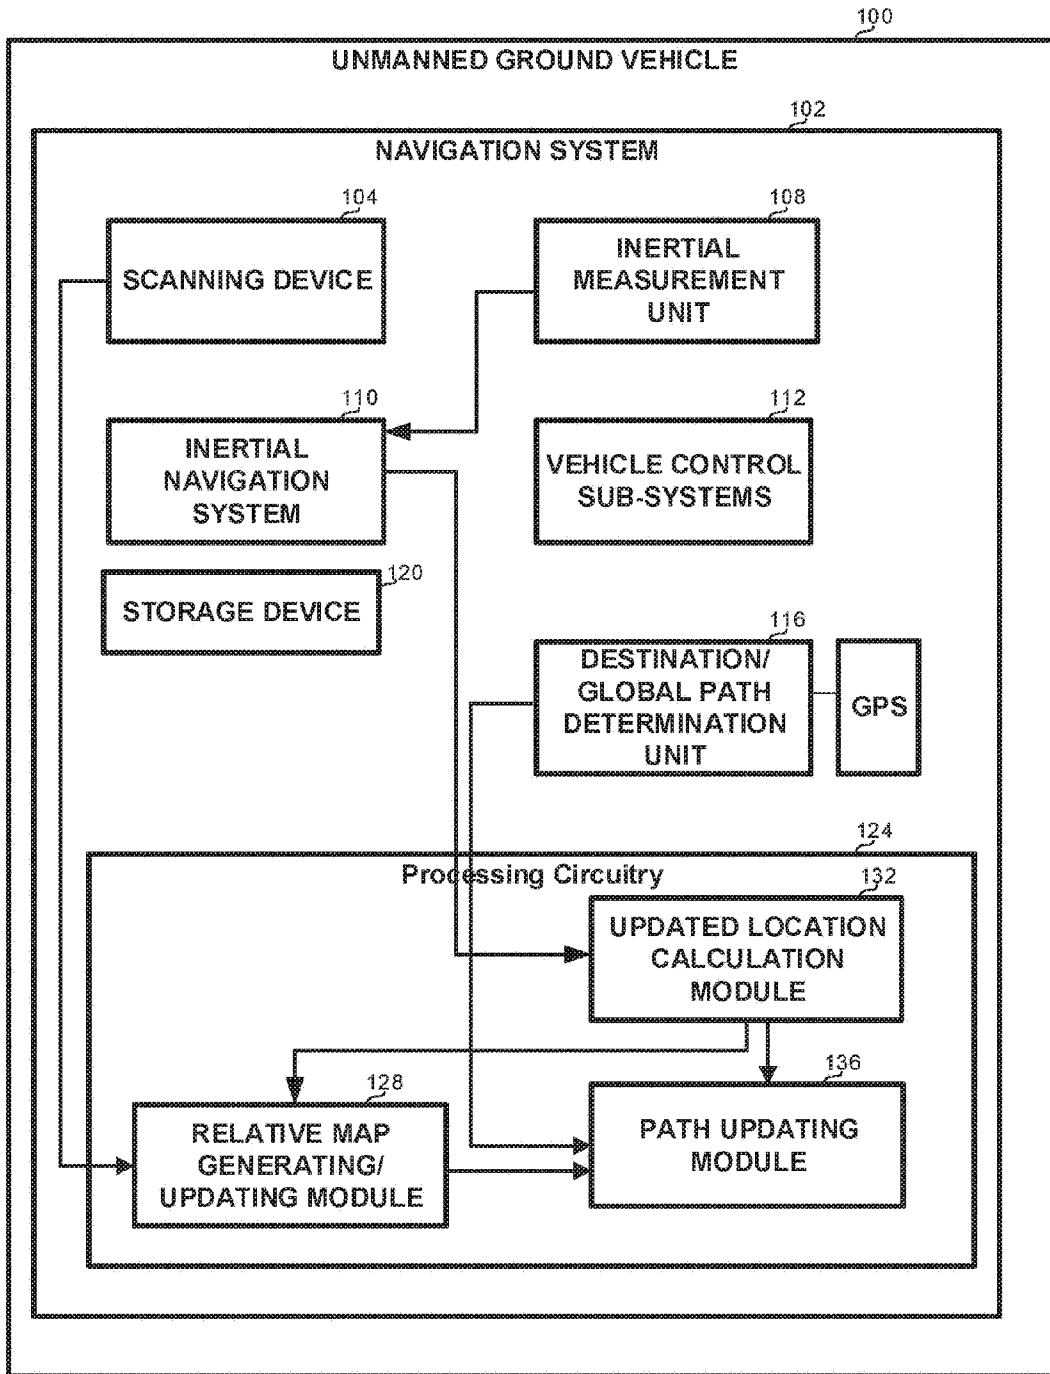 100
UNMANNED GROUND VEHICLE
102
NAVIGATION SYSTEM
104
SCANNING DEVICE
108
INERTIAL
MEASUREMENT
UNIT
110
INERTIAL
NAVIGATION
SYSTEM
112
VEHICLE CONTROL
SUB-SYSTEMS
120
STORAGE DEVICE
116
DESTINATION/
GLOBAL PATH
DETERMINATION
UNIT
GPS
124
Processing Circuitry
132
UPDATED LOCATION
CALCULATION
MODULE
128
RELATIVE MAP
GENERATING/
UPDATING MODULE
136
PATH UPDATING
MODULE